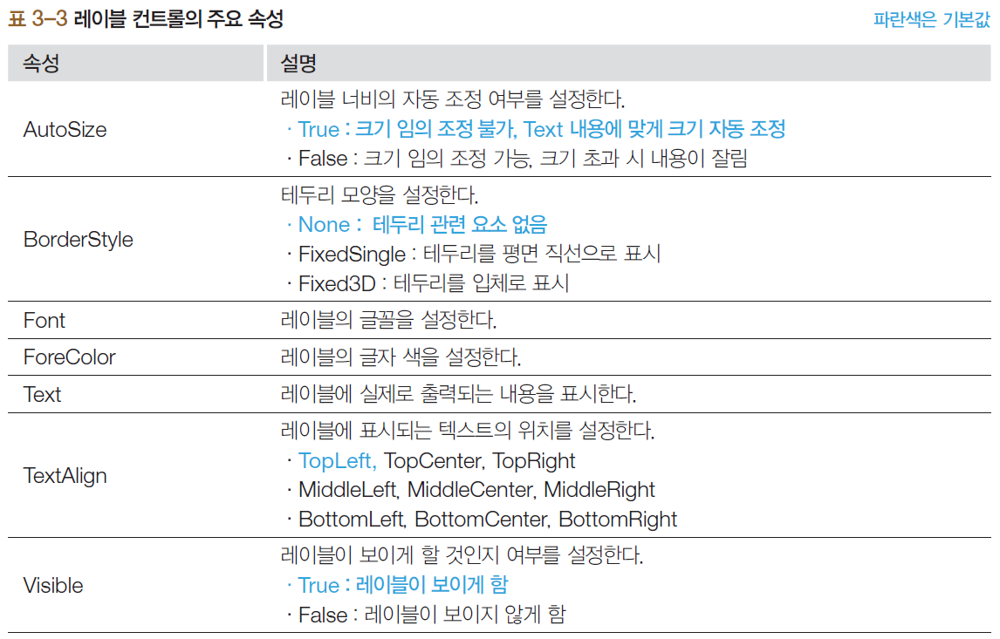 표 3-3 레이블 컨트롤의 주요 속성
파란색은 기본값
속성 설명
AutoSize
레이블 너비의 자동 조정 여부를 설정한다.
· True : 크기 임의 조정 불가, Text 내용에 맞게 크기 자동 조정
· False : 크기 임의 조정 가능, 크기 초과 시 내용이 잘림
BorderStyle
테두리 모양을 설정한다.
· None : 테두리 관련 요소 없음
· FixedSingle : 테두리를 평면 직선으로 표시
· Fixed3D : 테두리를 입체로 표시
Font 레이블의 글꼴을 설정한다.
ForeColor 레이블의 글자 색을 설정한다.
Text 레이블에 실제로 출력되는 내용을 표시한다.
TextAlign
레이블에 표시되는 텍스트의 위치를 설정한다.
· TopLeft, TopCenter, TopRight
· MiddleLeft, MiddleCenter, MiddleRight
· BottomLeft, BottomCenter, BottomRight
Visible
레이블이 보이게 할 것인지 여부를 설정한다.
· True : 레이블이 보이게 함
· False : 레이블이 보이지 않게 함